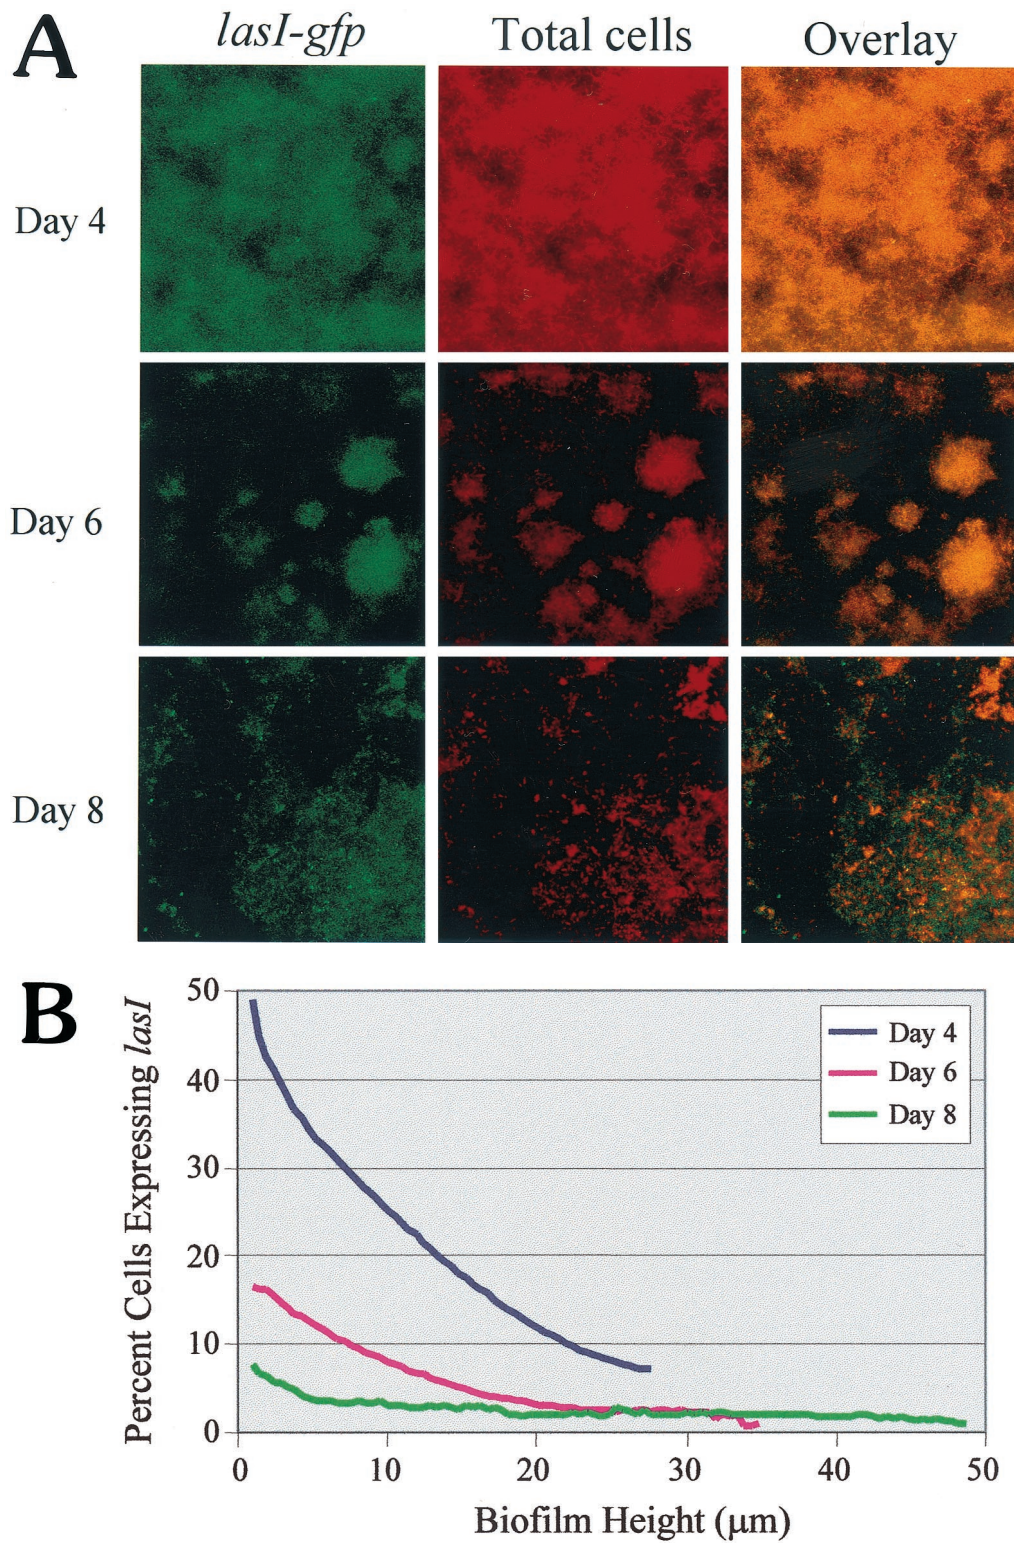 A
lasI-gfp
Total cells
Overlay
Day 4
Day 6
Day 8
B
Percent Cells Expressing lasI
50
40
30
20
10
0
Day 4
Day 6
Day 8
0 10 20 30 40 50
Biofilm Height (μm)